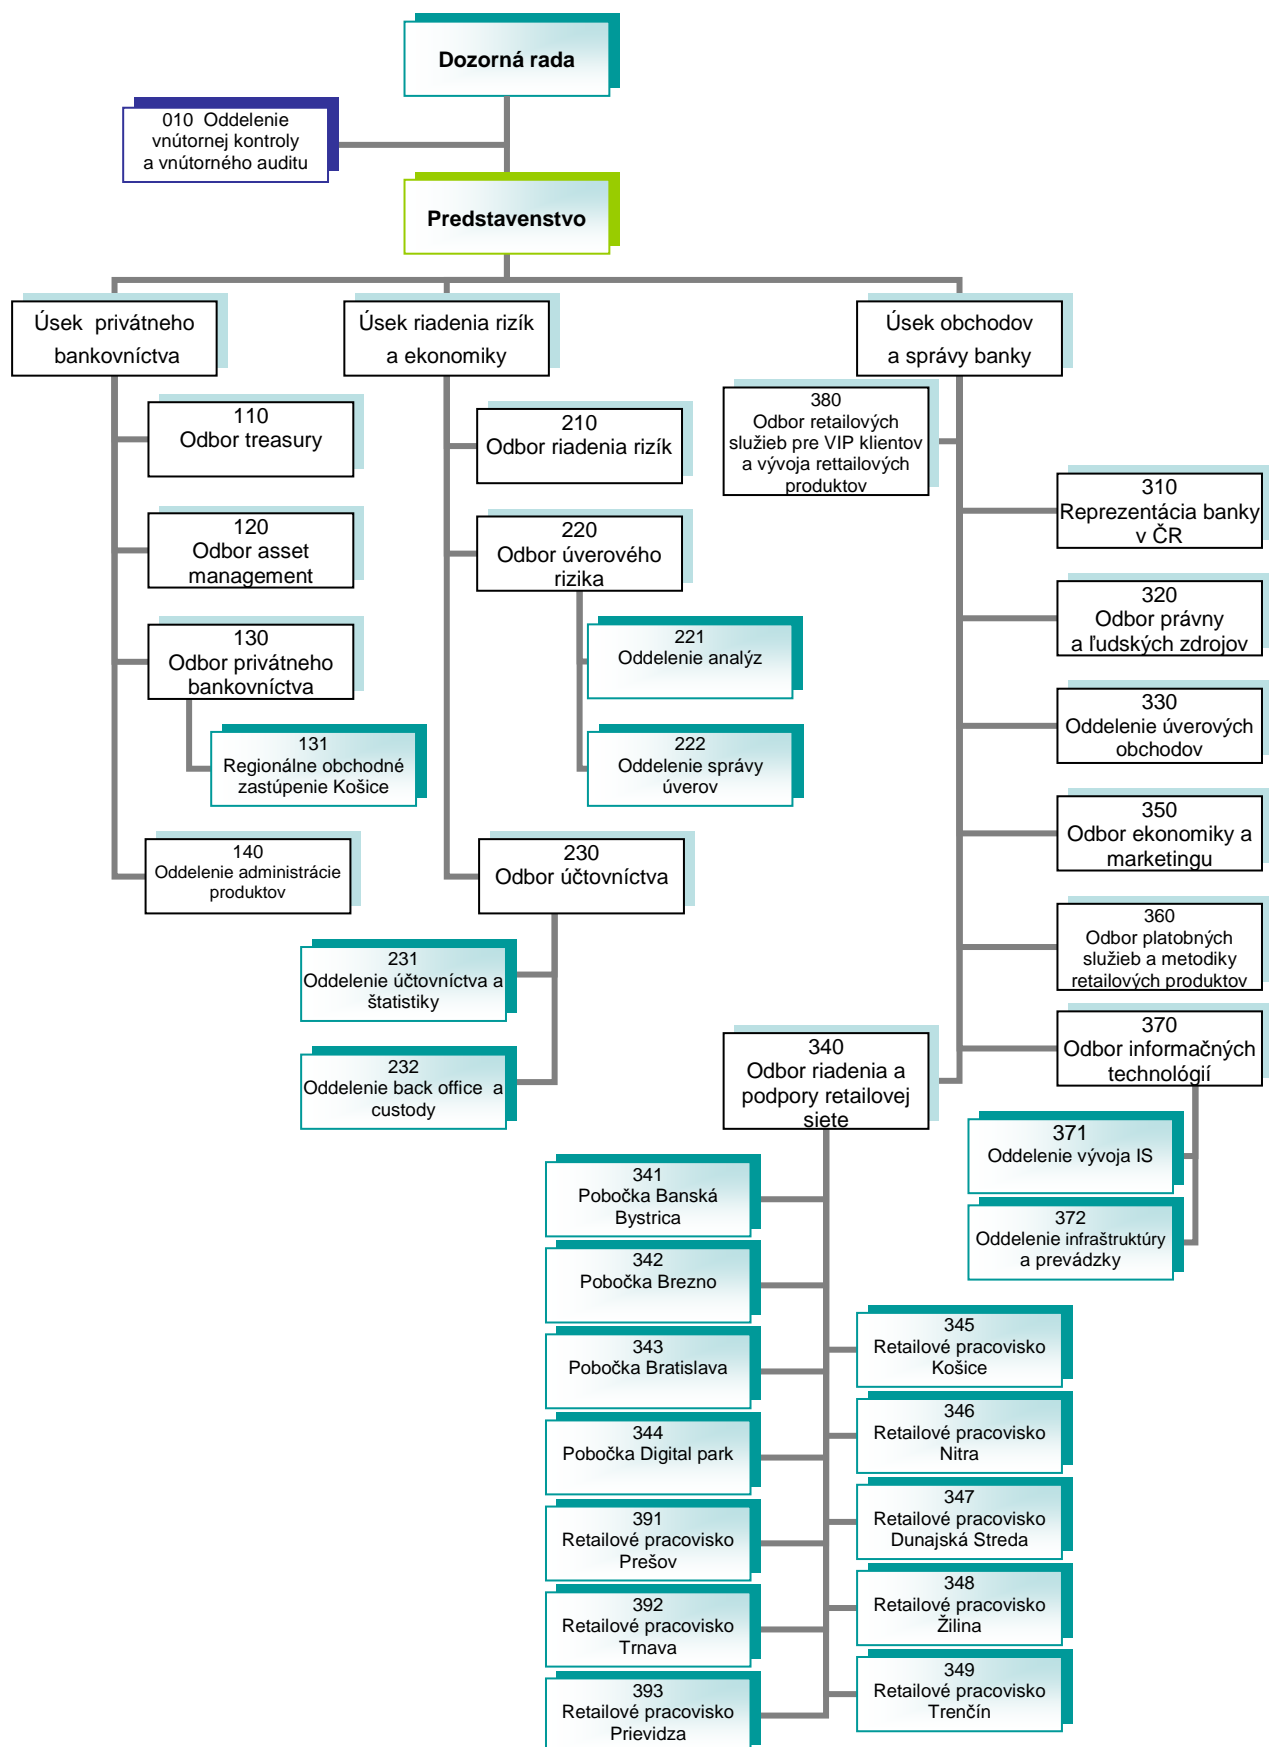 Dozorná rada
010 Oddelenie
vnútornej kontroly
a vnútorného auditu
Predstavenstvo
Úsek privátneho
bankovníctva
Úsek riadenia rizík
a ekonomiky
Úsek obchodov
a správy banky
110
Odbor treasury
120
Odbor asset
management
130
Odbor privátneho
bankovníctva
131
Regionálne obchodné
zastúpenie Košice
140
Oddelenie administrácie
produktov
210
Odbor riadenia rizík
220
Odbor úverového
rizika
221
Oddelenie analýz
222
Oddelenie správy
úverov
230
Odbor účtovníctva
231
Oddelenie účtovníctva a
štatistiky
232
Oddelenie back office a
custody
380
Odbor retailových
služieb pre VIP klientov
a vývoja rettailových
produktov
310
Reprezentácia banky
v ČR
320
Odbor právny
a ľudských zdrojov
330
Oddelenie úverových
obchodov
350
Odbor ekonomiky a
marketingu
360
Odbor platobných
služieb a metodiky
retailových produktov
370
Odbor informačných
technológií
371
Oddelenie vývoja IS
372
Oddelenie infraštruktúry
a prevádzky
340
Odbor riadenia a
podpory retailovej
siete
341
Pobočka Banská
Bystrica
342
Pobočka Brezno
343
Pobočka Bratislava
344
Pobočka Digital park
391
Retailové pracovisko
Prešov
392
Retailové pracovisko
Trnava
393
Retailové pracovisko
Prievidza
345
Retailové pracovisko
Košice
346
Retailové pracovisko
Nitra
347
Retailové pracovisko
Dunajská Streda
348
Retailové pracovisko
Žilina
349
Retailové pracovisko
Trenčín